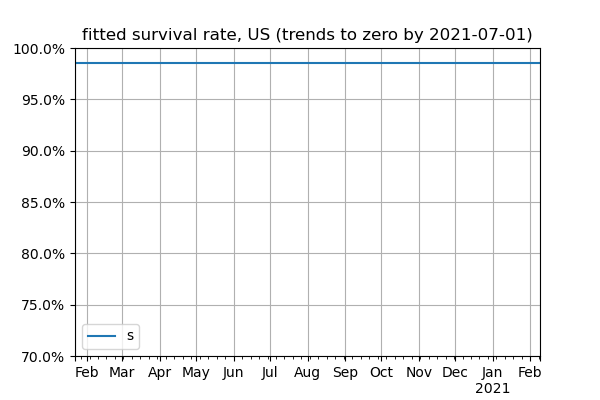 fitted survival rate, US (trends to zero by 2021-07-01)
100.0%
95.0%
90.0%
85.0%
80.0%
75.0%
70.0%
s
Feb Mar Apr May Jun Jul Aug Sep Oct Nov Dec Jan Feb
2021